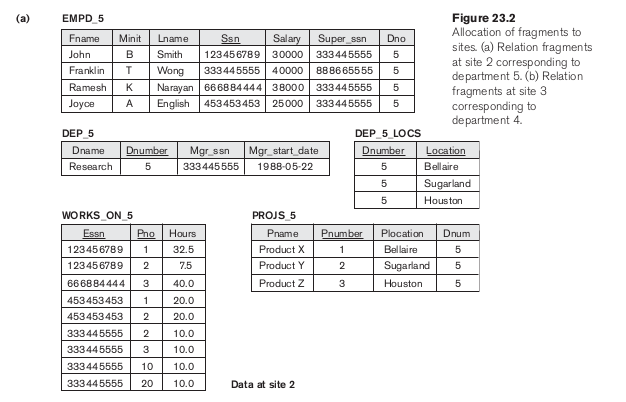 (a) EMPD_5
Fname Minit Lname Ssn Salary Super_ssn Dno
John B Smith 123456789 30000 333445555 5
Franklin T Wong 333445555 40000 888665555 5
Ramesh K Narayan 666884444 38000 333445555 5
Joyce A English 453453453 25000 333445555 5
Figure 23.2
Allocation of fragments to
sites. (a) Relation fragments
at site 2 corresponding to
department 5. (b) Relation
fragments at site 3
corresponding to
department 4.
DEP_5
Dname Dnumber Mgr_ssn Mgr_start_date
Research 5 333445555 1988-05-22
DEP_5_LOCS
Dnumber Location
5 Bellaire
5 Sugarland
5 Houston
WORKS_ON_5
Essn Pno Hours
123456789 1 32.5
123456789 2 7.5
666884444 3 40.0
453453453 1 20.0
453453453 2 20.0
333445555 2 10.0
333445555 3 10.0
333445555 10 10.0
333445555 20 10.0
PROJS_5
Pname Pnumber Plocation Dnum
Product X 1 Bellaire 5
Product Y 2 Sugarland 5
Product Z 3 Houston 5
Data at site 2